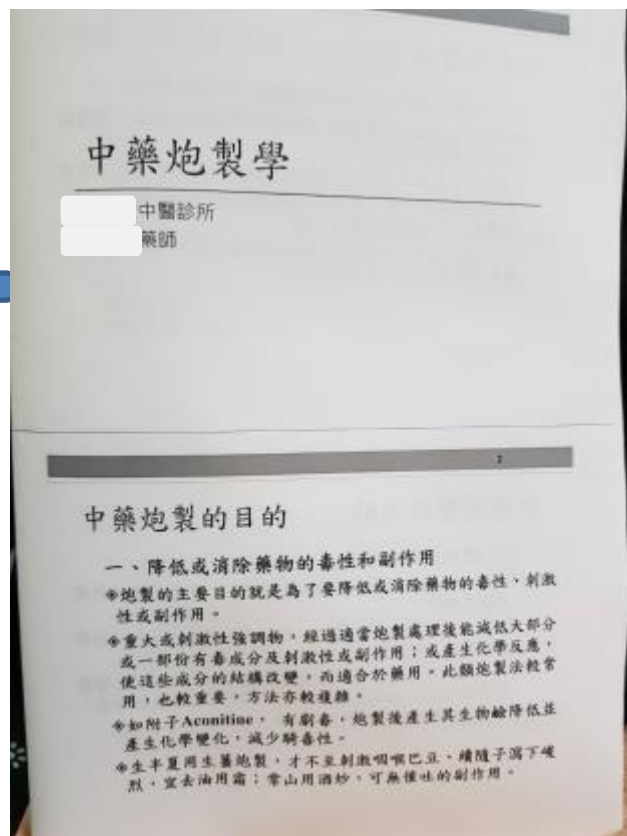 中藥炮製學
中醫診所
藥師
2
中藥炮製的目的
一、降低或消除藥物的毒性和副作用
◈炮製的主要目的就是為了要降低或消除藥物的毒性、刺激
性或副作用。
◈重大或刺激性強調物，經過適當炮製處理後能減低大部分
或一部份有毒成分及刺激性或副作用；或產生化學反應，
使這些成分的結構改變，而適合於藥用。此類炮製法較常
用，也較重要，方法亦較複雜。
◈如附子Aconitine， 有劇毒，炮製後產生其生物鹼降低並
產生化學變化，減少 毒性。
◈生半夏用生薑炮製，才不至刺激咽喉巴豆、續隨子瀉下峻
烈，宜去油用霜；常山用酒炒，可無 吐的副作用。